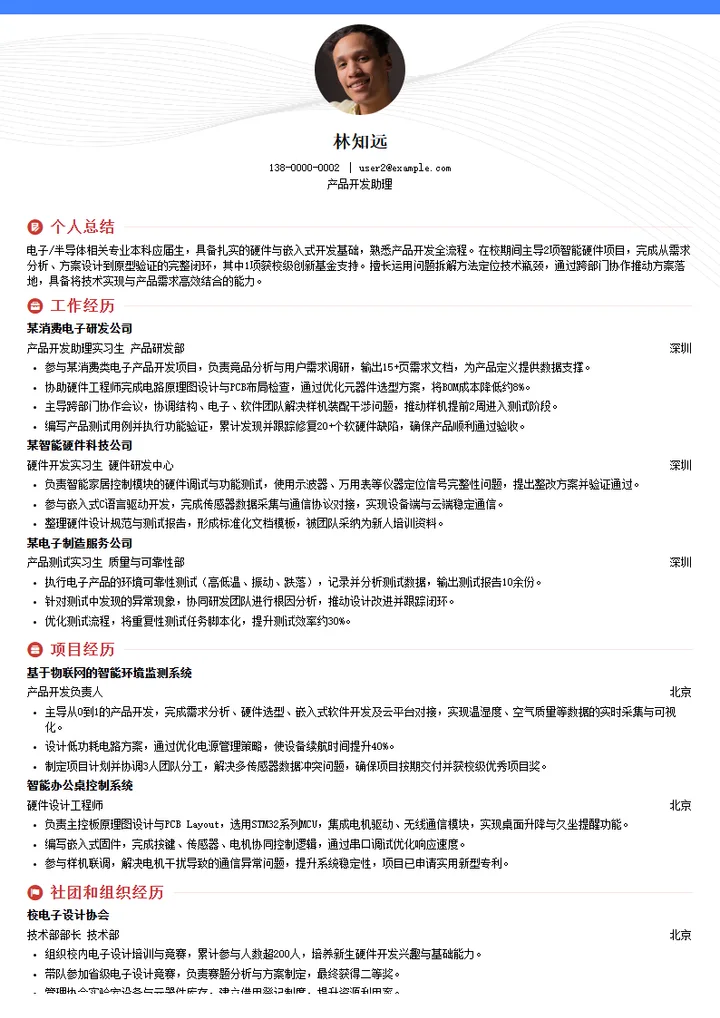 林知远
138-0000-0002 | user2@example.com
产品开发助理
个人总结
电子/半导体相关专业本科应届生，具备扎实的硬件与嵌入式开发基础，熟悉产品开发全流程。在校期间主导2项智能硬件项目，完成从需求
分析、方案设计到原型验证的完整闭环，其中1项获校级创新基金支持。擅长运用问题拆解方法定位技术瓶颈，通过跨部门协作推动方案落
地，具备将技术实现与产品需求高效结合的能力。
工作经历
某消费电子研发公司
产品开发助理实习生 产品研发部 深圳
• 参与某消费类电子产品开发项目，负责竞品分析与用户需求调研，输出15+页需求文档，为产品定义提供数据支撑。
• 协助硬件工程师完成电路原理图设计与PCB布局检查，通过优化元器件选型方案，将BOM成本降低约8%。
• 主导跨部门协作会议，协调结构、电子、软件团队解决样机装配干涉问题，推动样机提前2周进入测试阶段。
• 编写产品测试用例并执行功能验证，累计发现并跟踪修复20+个软硬件缺陷，确保产品顺利通过验收。
某智能硬件科技公司
硬件开发实习生 硬件研发中心 深圳
• 负责智能家居控制模块的硬件调试与功能测试，使用示波器、万用表等仪器定位信号完整性问题，提出整改方案并验证通过。
• 参与嵌入式C语言驱动开发，完成传感器数据采集与通信协议对接，实现设备端与云端稳定通信。
• 整理硬件设计规范与测试报告，形成标准化文档模板，被团队采纳为新人培训资料。
某电子制造服务公司
产品测试实习生 质量与可靠性部 深圳
• 执行电子产品的环境可靠性测试（高低温、振动、跌落），记录并分析测试数据，输出测试报告10余份。
• 针对测试中发现的异常现象，协同研发团队进行根因分析，推动设计改进并跟踪闭环。
• 优化测试流程，将重复性测试任务脚本化，提升测试效率约30%。
项目经历
基于物联网的智能环境监测系统
产品开发负责人 北京
• 主导从0到1的产品开发，完成需求分析、硬件选型、嵌入式软件开发及云平台对接，实现温湿度、空气质量等数据的实时采集与可视
化。
• 设计低功耗电路方案，通过优化电源管理策略，使设备续航时间提升40%。
• 制定项目计划并协调3人团队分工，解决多传感器数据冲突问题，确保项目按期交付并获校级优秀项目奖。
智能办公桌控制系统
硬件设计工程师 北京
• 负责主控板原理图设计与PCB Layout，选用STM32系列MCU，集成电机驱动、无线通信模块，实现桌面升降与久坐提醒功能。
• 编写嵌入式固件，完成按键、传感器、电机协同控制逻辑，通过串口调试优化响应速度。
• 参与样机联调，解决电机干扰导致的通信异常问题，提升系统稳定性，项目已申请实用新型专利。
社团和组织经历
校电子设计协会
技术部部长 技术部 北京
• 组织校内电子设计培训与竞赛，累计参与人数超200人，培养新生硬件开发兴趣与基础能力。
• 带队参加省级电子设计竞赛，负责赛题分析与方案制定，最终获得二等奖。
• 管理协会实验室设备与元器件库存，建立借用登记制度，提升资源利用率。